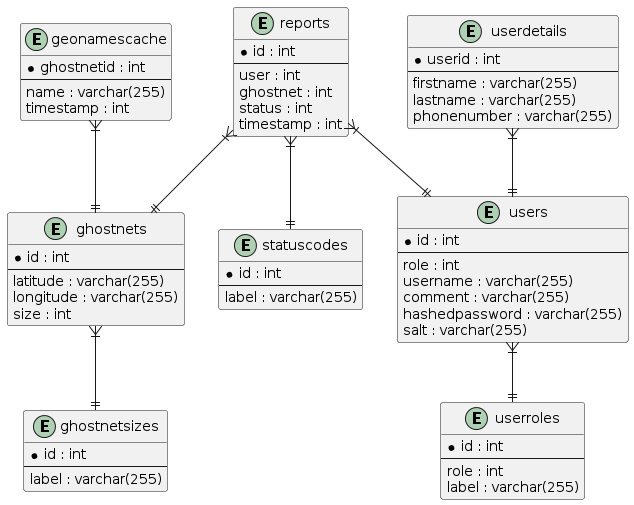 E geonamescache
* ghostnetid : int
name : varchar(255)
timestamp : int
E reports
* id : int
user : int
ghostnet : int
status : int
timestamp : int
E userdetails
* userid : int
firstname : varchar(255)
lastname : varchar(255)
phonenumber : varchar(255)
E ghostnets
* id : int
latitude : varchar(255)
longitude : varchar(255)
size : int
E statuscodes
* id : int
label : varchar(255)
E users
* id : int
role : int
username : varchar(255)
comment : varchar(255)
hashedpassword : varchar(255)
salt : varchar(255)
E ghostnetsizes
* id : int
label : varchar(255)
E userroles
* id : int
role : int
label : varchar(255)